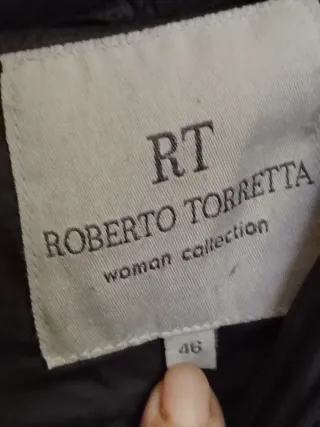 RT
ROBERTO TORRETTA
woman collection
46